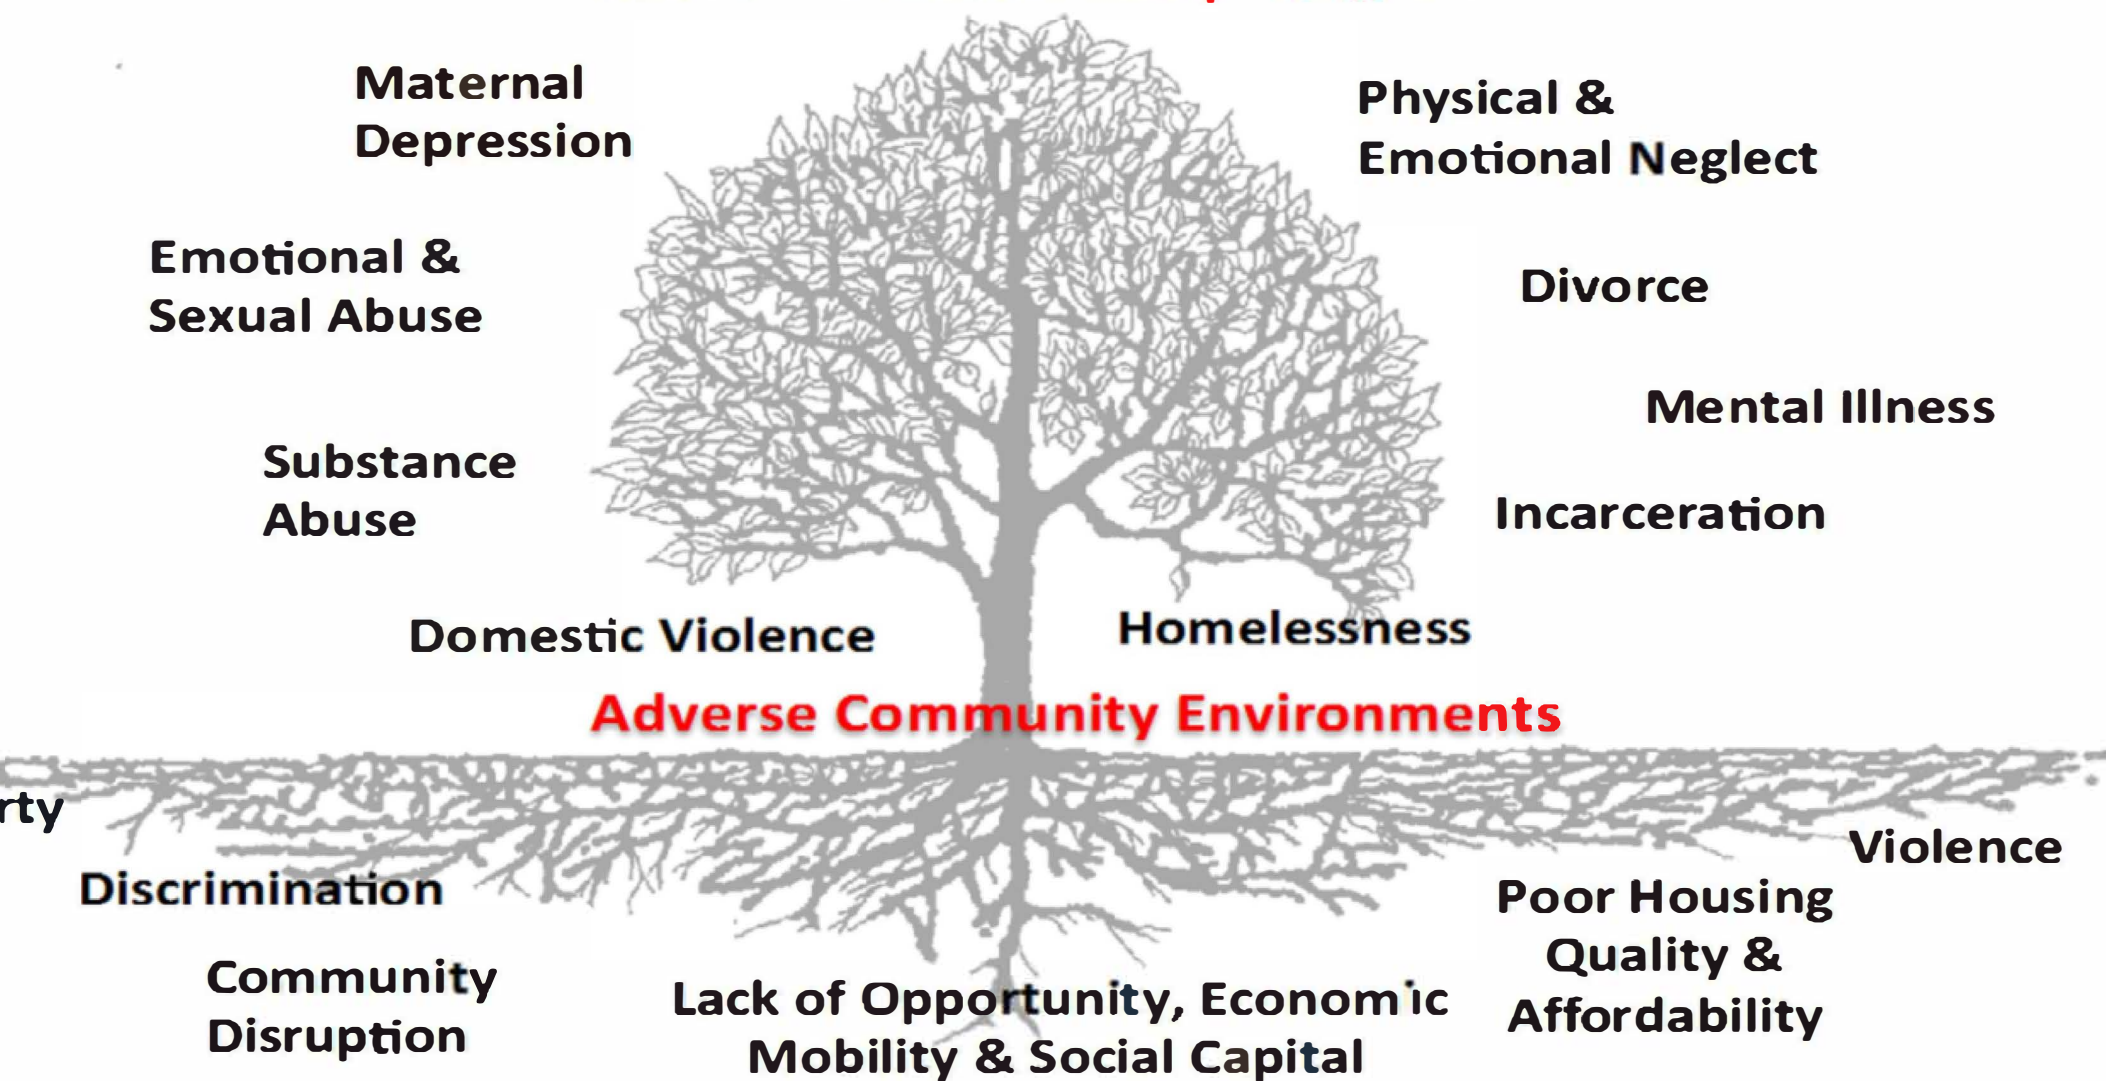 Maternal
Depression
Physical &
Emotional Neglect
Emotional &
Sexual Abuse
Divorce
Mental Illness
Substance
Abuse
Incarceration
Domestic Violence
Homelessness
Adverse Community Environments
rty
Violence
Discrimination
Poor Housing
Quality &
Affordability
Community
Disruption
Lack of Opportunity, Economic
Mobility & Social Capital